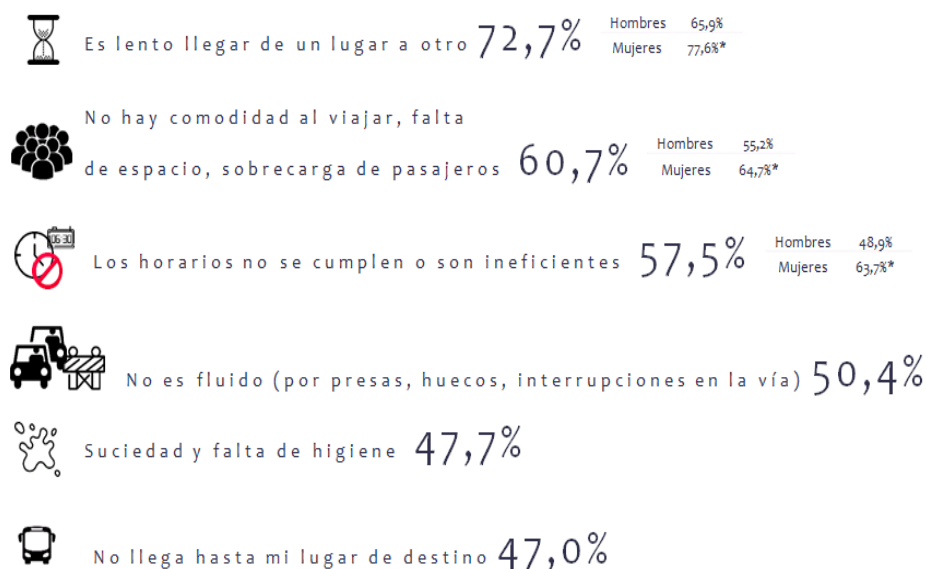 Es lento llegar de un lugar a otro 72,7% Hombres 65,9%
Mujeres 77,6%*
No hay comodidad al viajar, falta
de espacio, sobrecarga de pasajeros 60,7% Hombres 55,2%
Mujeres 64,7%*
06 30
Los horarios no se cumplen o son ineficientes 57,5% Hombres 48,9%
Mujeres 63,7%*
No es fluido (por presas, huecos, interrupciones en la vía) 50,4%
Suciedad y falta de higiene 47,7%
No llega hasta mi lugar de destino 47,0%